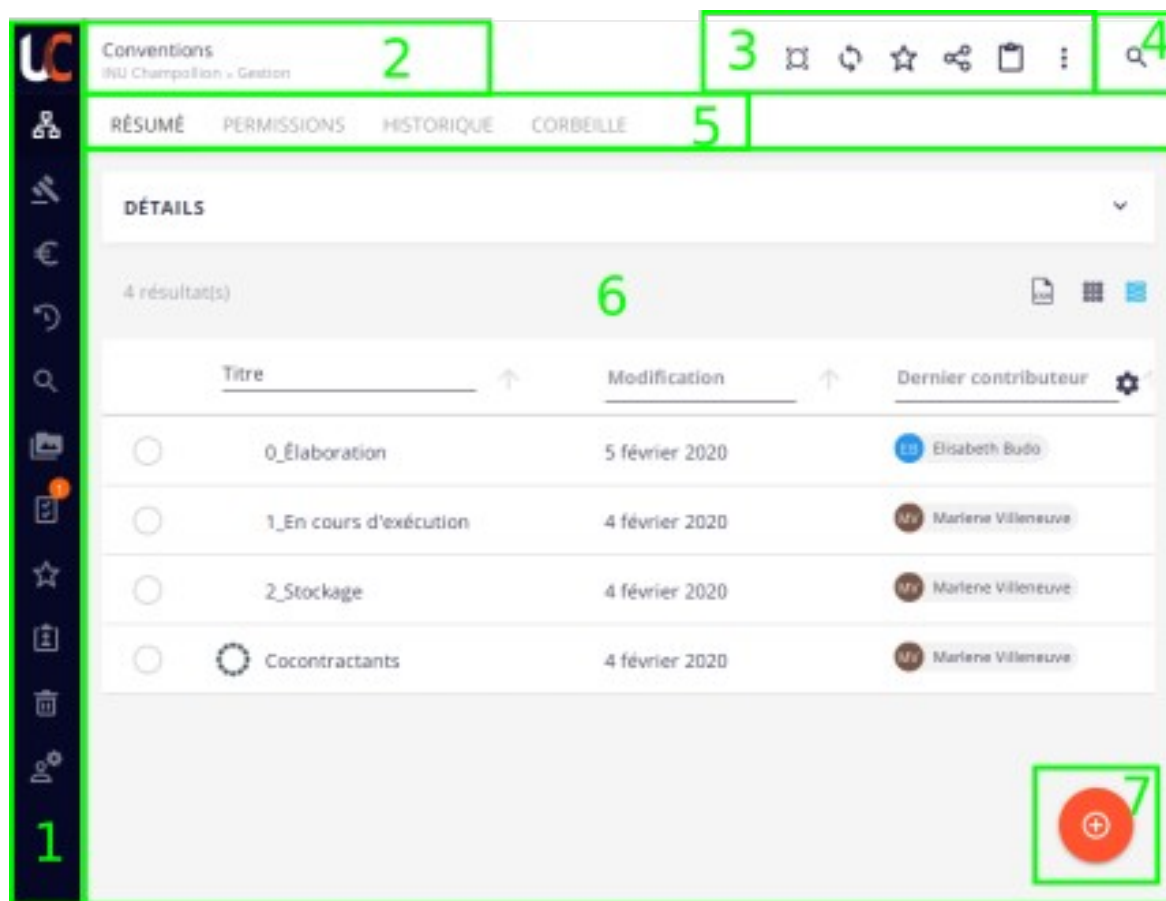 UC
Conventions 2
INU Champollion > Gestion
3
4
RÉSUMÉ PERMISSIONS HISTORIQUE CORBEILLE 5
DÉTAILS
4 résultat(s) 6
Titre Modification Dernier contributeur
0_Élaboration 5 février 2020 EB Elisabeth Budo
1_En cours d'exécution 4 février 2020 MV Marlene Villeneuve
2_Stockage 4 février 2020 MV Marlene Villeneuve
Cocontractants 4 février 2020 MV Marlene Villeneuve
1
7
1